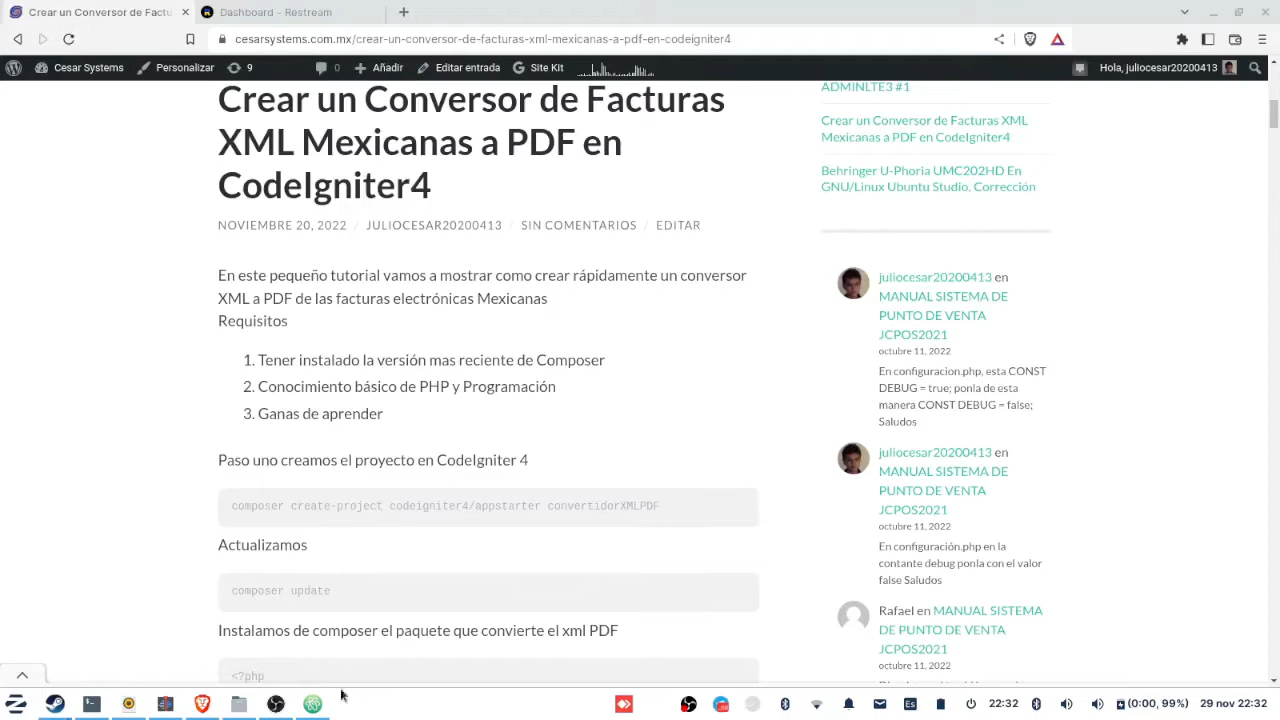 Crear un Conversor de Fa
Dashboard - Restream
cesarsystems.com.mx/crear-un-conversor-de-facturas-xml-mexicanas-a-pdf-en-codeigniter4
Cesar Systems
Personalizar
9
0
Añadir
Editar entrada
Site Kit
Hola, juliocesar20200413
Crear un Conversor de Facturas
XML Mexicanas a PDF en
CodeIgniter4
NOVIEMBRE 20, 2022 / JULIOCESAR20200413 / SIN COMENTARIOS / EDITAR
En este pequeño tutorial vamos a mostrar como crear rápidamente un conversor
XML a PDF de las facturas electrónicas Mexicanas
Requisitos
1. Tener instalado la versión mas reciente de Composer
2. Conocimiento básico de PHP y Programación
3. Ganas de aprender
Paso uno creamos el proyecto en CodeIgniter 4
composer create-project codeigniter4/appstarter convertidorXMLPDF
Actualizamos
composer update
Instalamos de composer el paquete que convierte el xml PDF
<?php
ADMINLTE3 #1
Crear un Conversor de Facturas XML
Mexicanas a PDF en CodeIgniter4
Behringer U-Phoria UMC202HD En
GNU/Linux Ubuntu Studio. Corrección
juliocesar20200413 en
MANUAL SISTEMA DE
PUNTO DE VENTA
JCPOS2021
octubre 11, 2022
En configuracion.php, esta CONST
DEBUG = true; ponla de esta
manera CONST DEBUG = false;
Saludos
juliocesar20200413 en
MANUAL SISTEMA DE
PUNTO DE VENTA
JCPOS2021
octubre 11, 2022
En configuración.php en la
contante debug ponla con el valor
false Saludos
Rafael en MANUAL SISTEMA
DE PUNTO DE VENTA
JCPOS2021
octubre 11, 2022
Es
22:32
(0:00, 99%)
29 nov 22:32